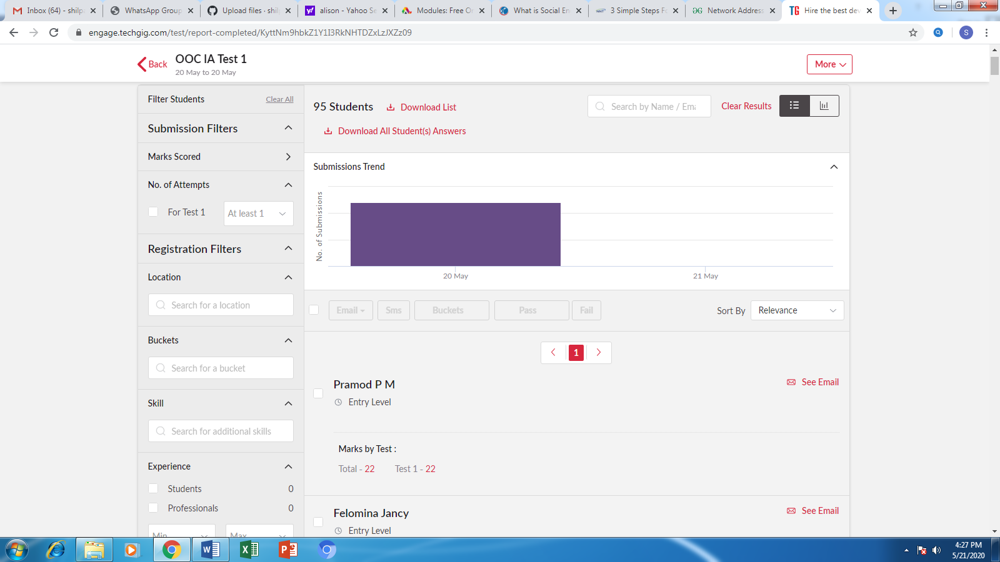 Inbox (64) - shilp
WhatsApp Group
Upload files · shil
alison - Yahoo Se
Modules: Free O
What is Social En
3 Simple Steps Fo
Network Address
Hire the best dev
engage.techgig.com/test/report-completed/KyttNm9hbkZ1Y1I3RkNHTDZxLzJXZz09
S
Back
OOC IA Test 1
20 May to 20 May
More
Filter Students
Clear All
Submission Filters
Marks Scored
No. of Attempts
For Test 1
At least 1
Registration Filters
Location
Search for a location
Buckets
Search for a bucket
Skill
Search for additional skills
Experience
Students 0
Professionals 0
Min
Max
95 Students
Download List
Search by Name / Ema
Clear Results
Download All Student(s) Answers
Submissions Trend
No. of Submissions
20 May
21 May
Email
Sms
Buckets
Pass
Fail
Sort By
Relevance
1
Pramod P M
See Email
Entry Level
Marks by Test :
Total - 22
Test 1 - 22
Felomina Jancy
See Email
Entry Level
4:27 PM
5/21/2020